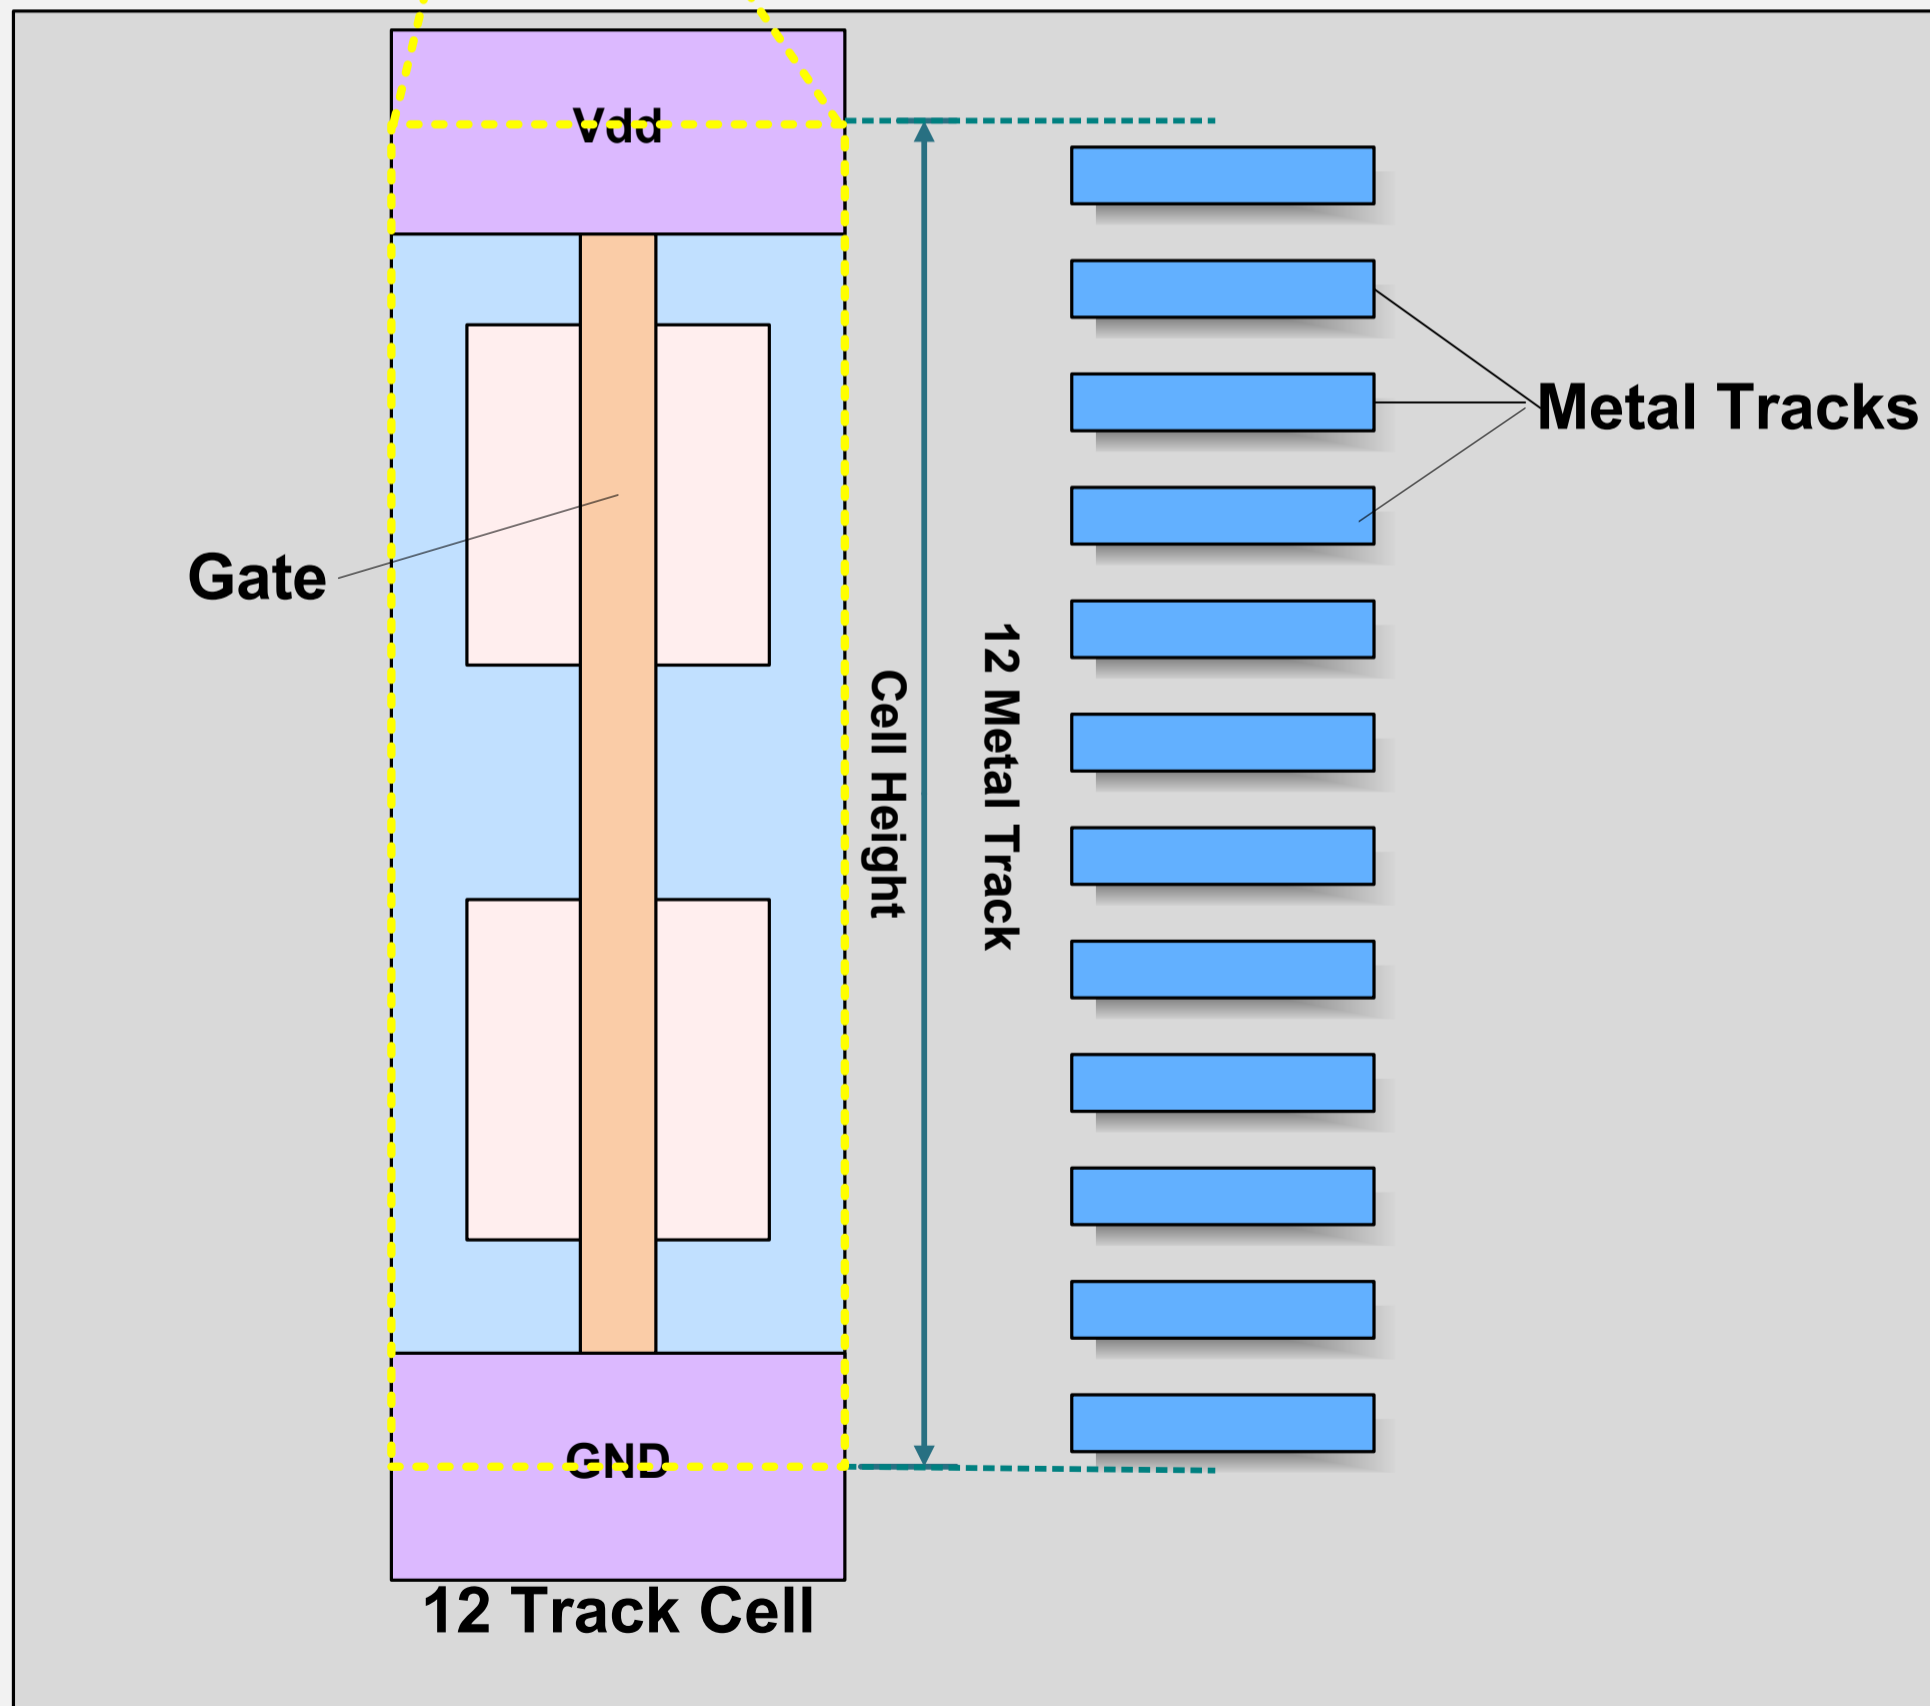 Vdd
Metal Tracks
Gate
Cell Height
12 Metal Track
GND
12 Track Cell